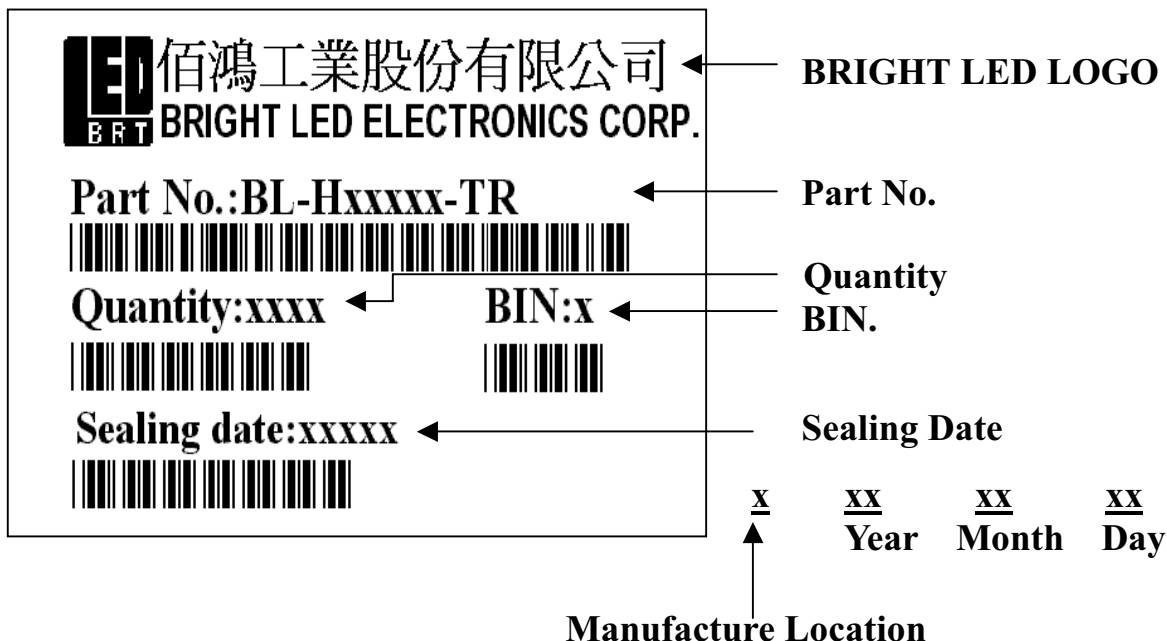 LED 佰鴻工業股份有限公司 BRIGHT LED LOGO
BRT BRIGHT LED ELECTRONICS CORP.
Part No.:BL-Hxxxxx-TR Part No.
Quantity
Quantity:xxxx BIN:x BIN.
Sealing date:xxxxx Sealing Date
x xx xx xx
Year Month Day
Manufacture Location